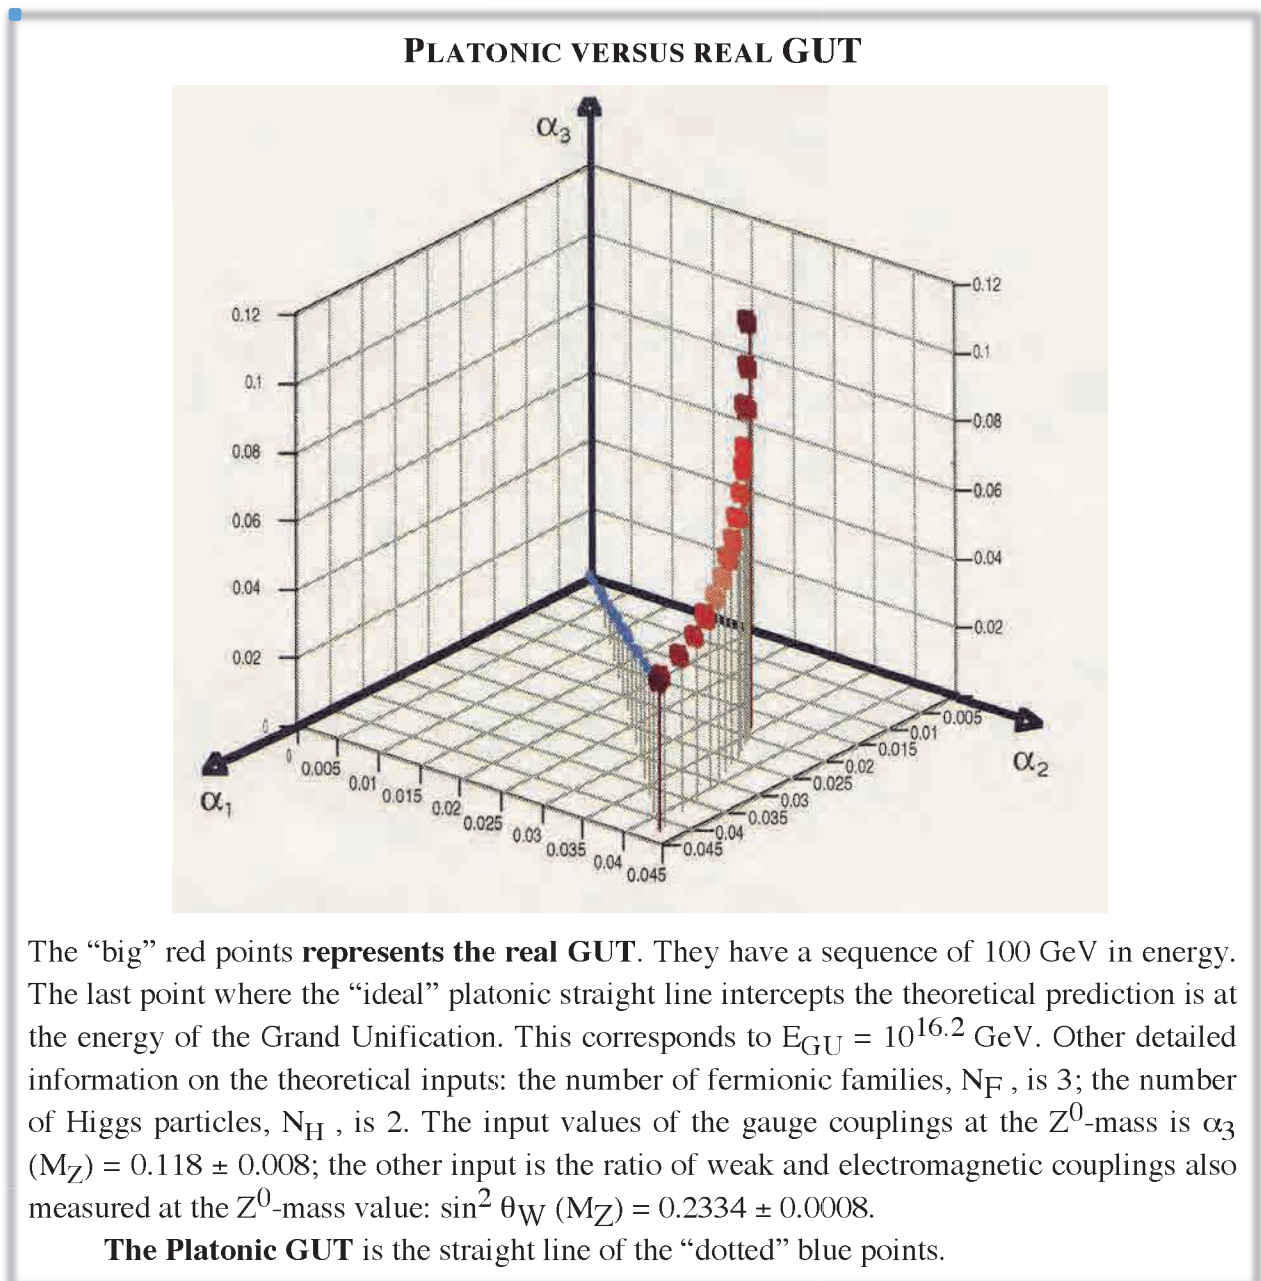 PLATONIC VERSUS REAL GUT
α3
0.12
0.1
0.08
0.06
0.04
0.02
0
0.12
0.1
0.08
0.06
0.04
0.02
0
0.005
0.01
0.015
0.02
0.025
0.03
0.035
0.04
0.045
0.005
0.01
0.015
0.02
0.025
0.03
0.035
0.04
0.045
α1
α2
The “big” red points represents the real GUT. They have a sequence of 100 GeV in energy.
The last point where the “ideal” platonic straight line intercepts the theoretical prediction is at
the energy of the Grand Unification. This corresponds to EGU = 10^16.2 GeV. Other detailed
information on the theoretical inputs: the number of fermionic families, NF , is 3; the number
of Higgs particles, NH , is 2. The input values of the gauge couplings at the Z^0-mass is α3
(MZ) = 0.118 ± 0.008; the other input is the ratio of weak and electromagnetic couplings also
measured at the Z^0-mass value: sin^2 θW (MZ) = 0.2334 ± 0.0008.
The Platonic GUT is the straight line of the “dotted” blue points.